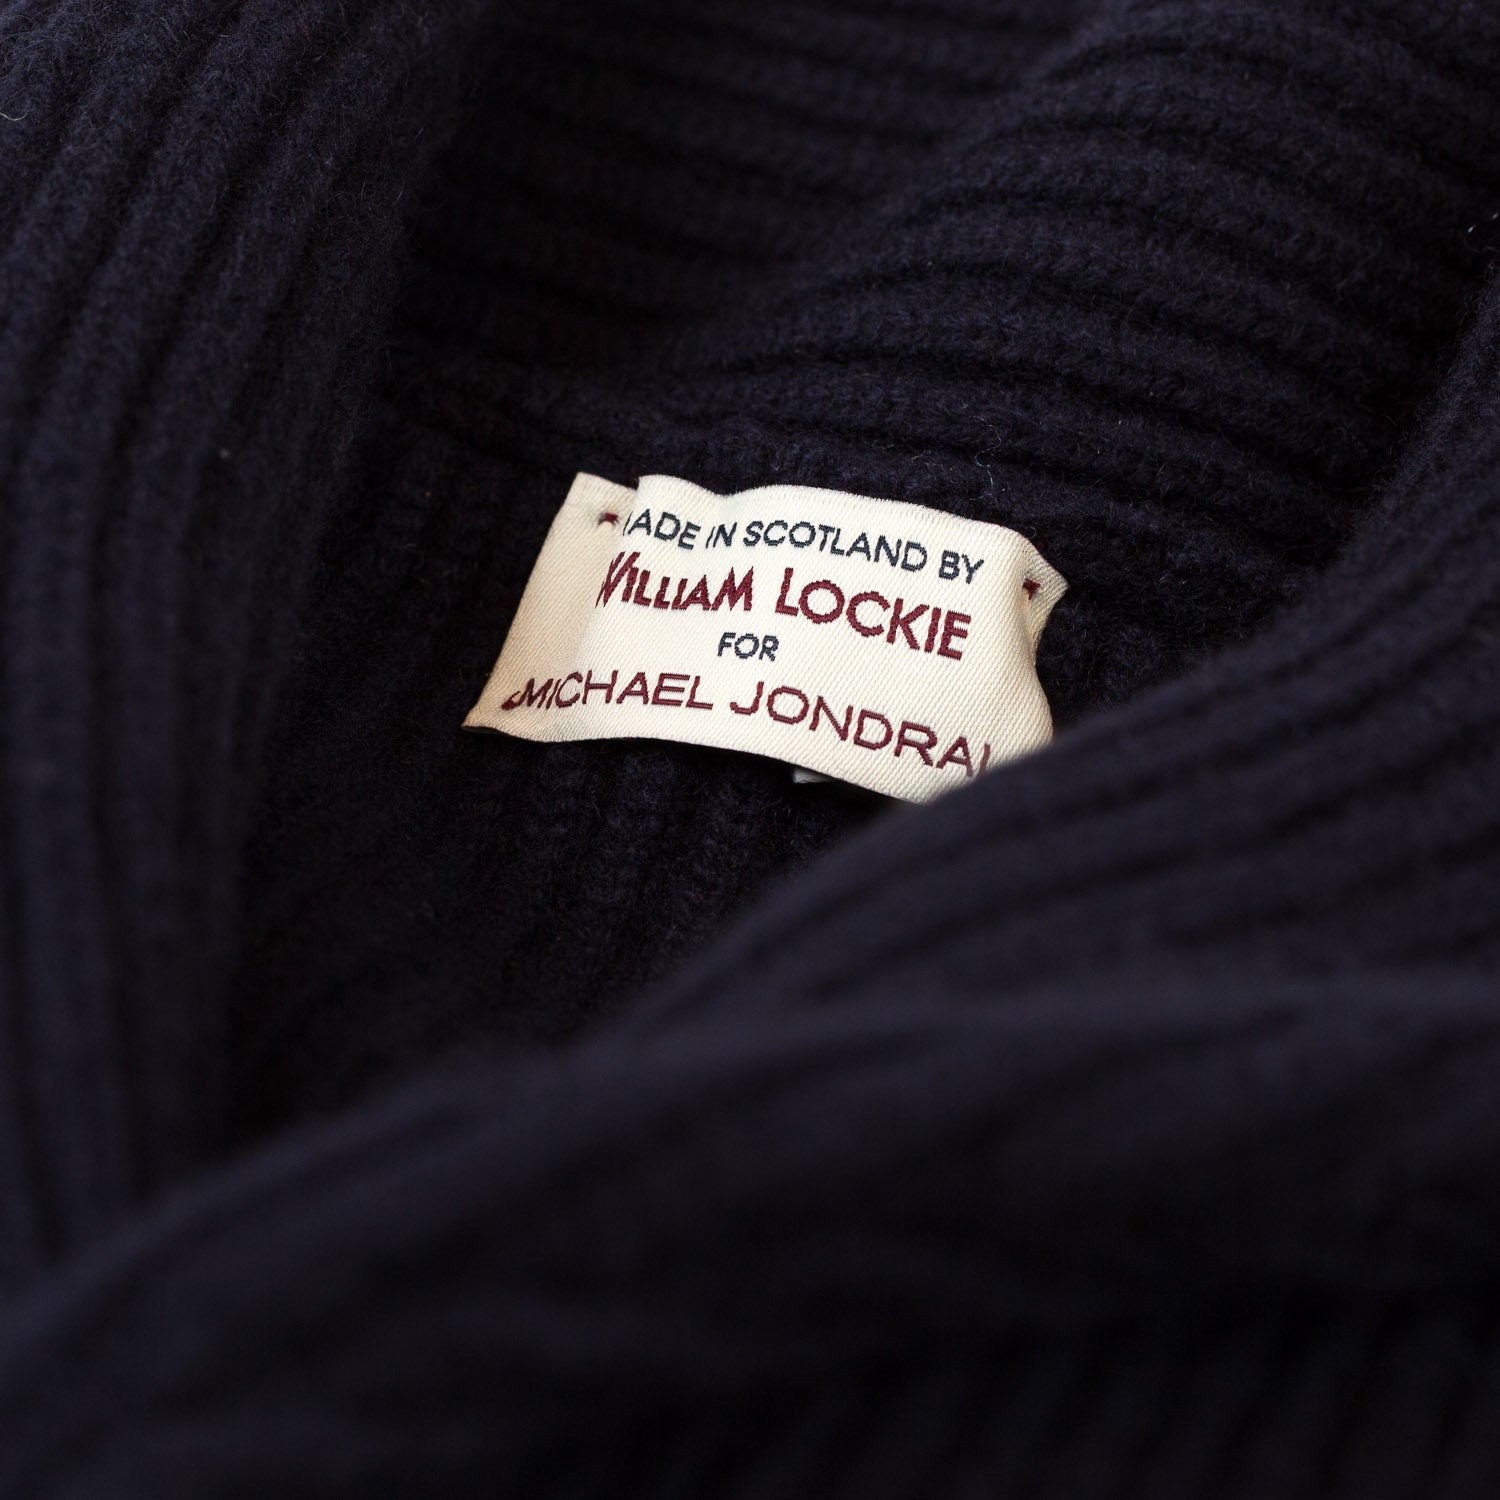 MADE IN SCOTLAND BY
WILLIAM LOCKIE
FOR
MICHAEL JONDRAL